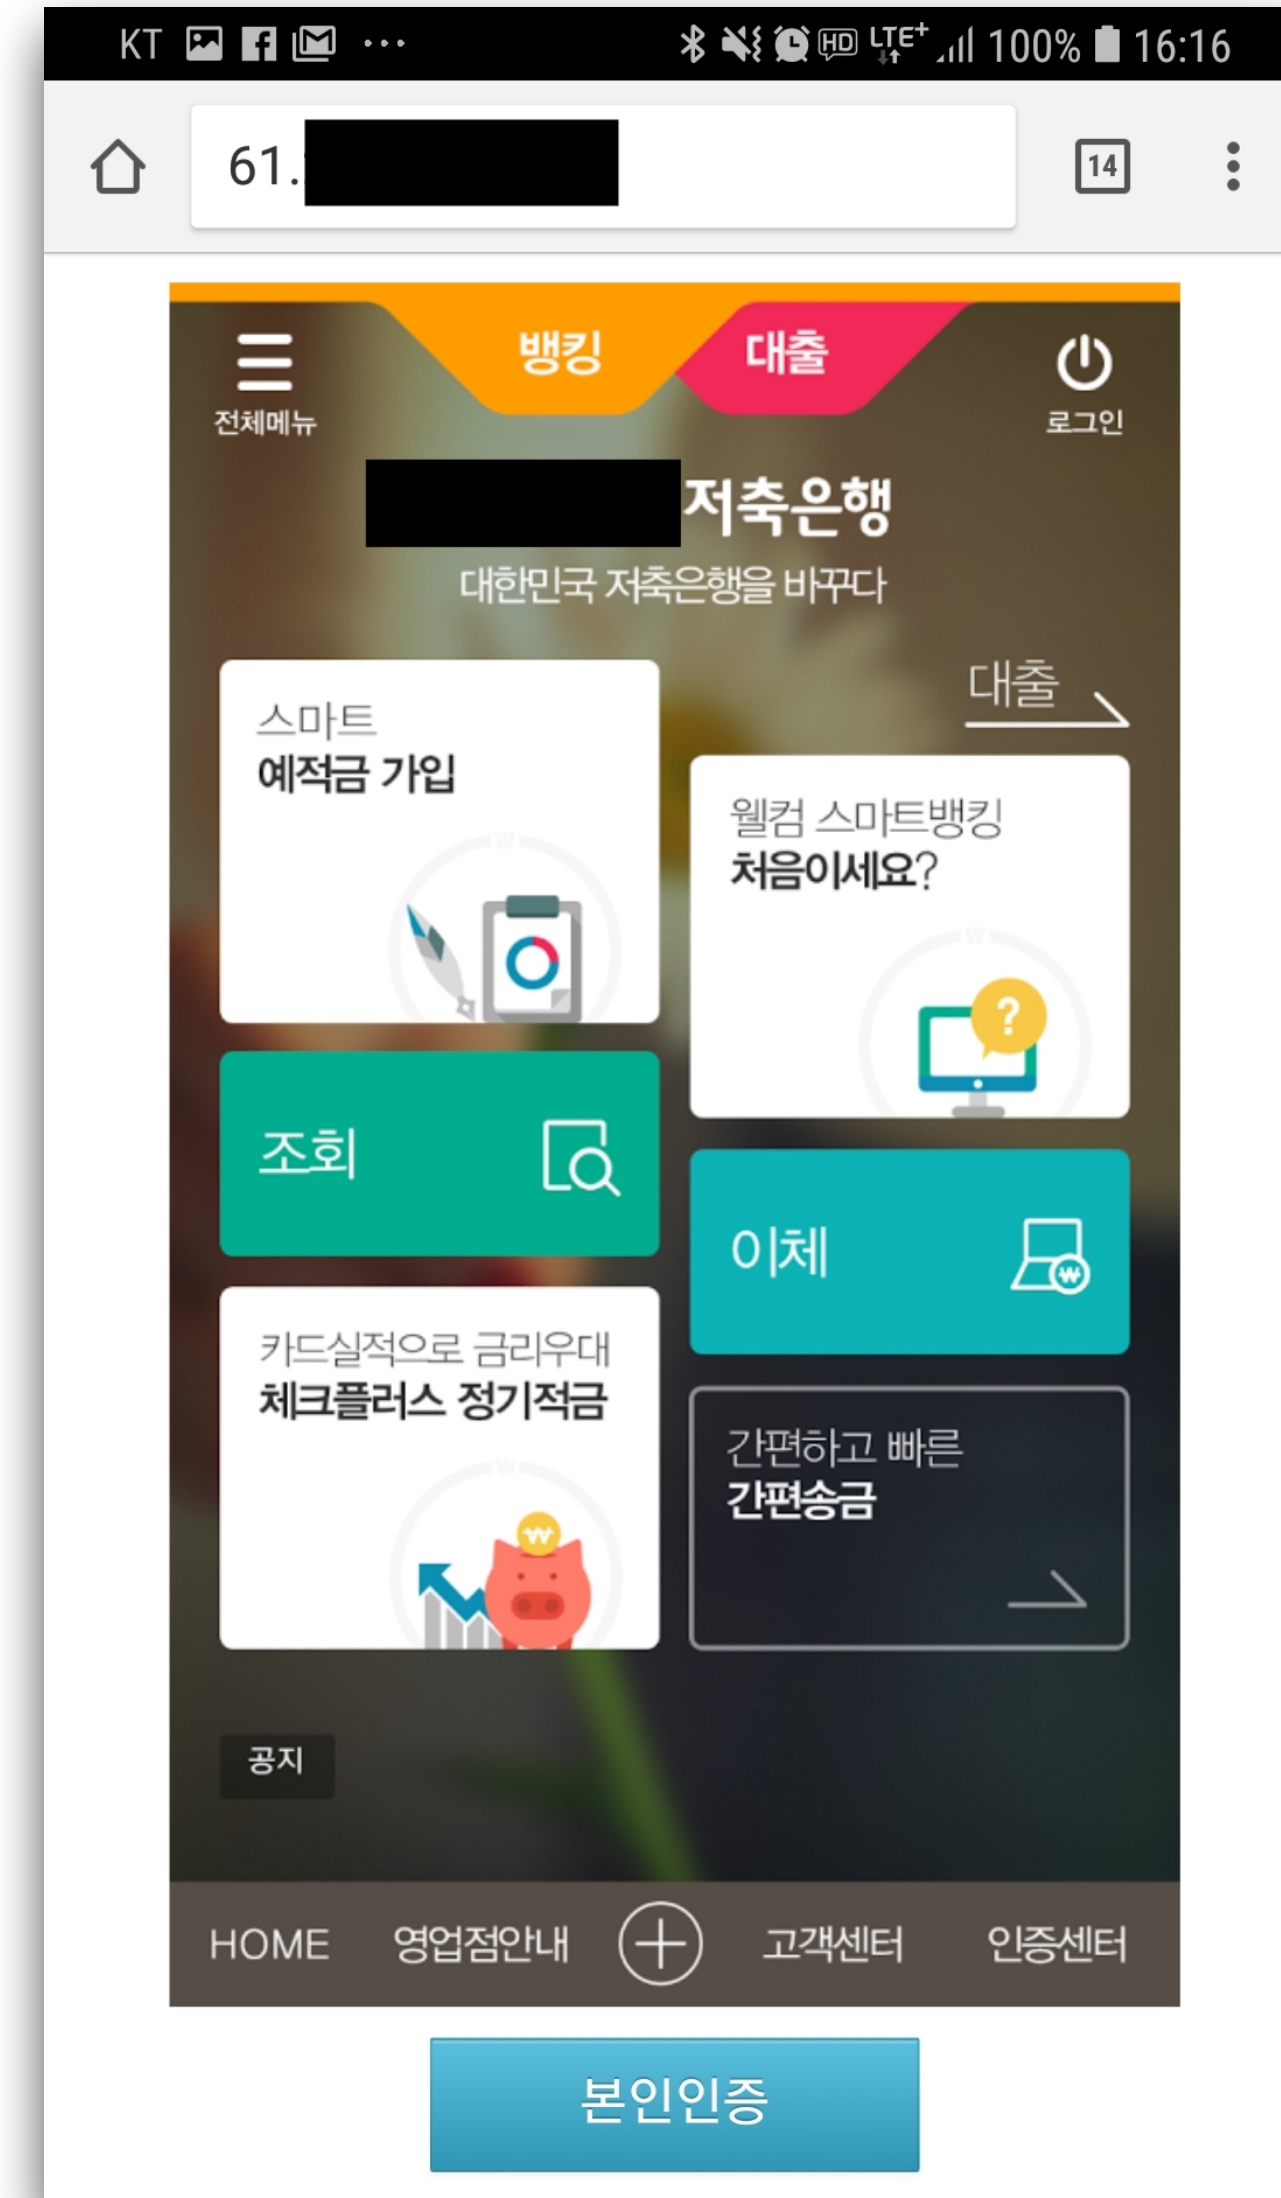 KT HD LTE+ 100% 16:16
61.
14
뱅킹 대출
전체메뉴 로그인
저축은행
대한민국 저축은행을 바꾸다
스마트
예적금 가입
대출
웰컴 스마트뱅킹
처음이세요?
조회
이체
카드실적으로 금리우대
체크플러스 정기적금
간편하고 빠른
간편송금
공지
HOME 영업점안내 고객센터 인증센터
본인인증